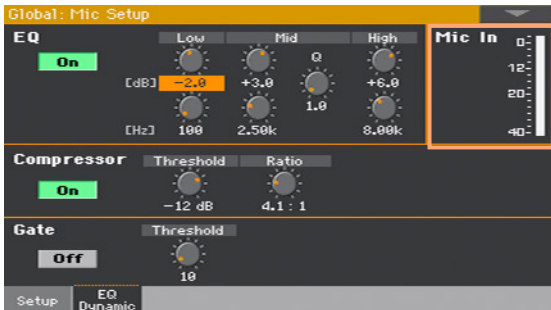 Global: Mic Setup
EQ Low Mid High Mic In
On Q 0
[dB] -2.0 +3.0 +6.0 12
1.0 20
[Hz] 100 2.50k 8.00k 40
Compressor Threshold Ratio
On
-12 dB 4.1 : 1
Gate Threshold
Off
10
Setup EQ Dynamic